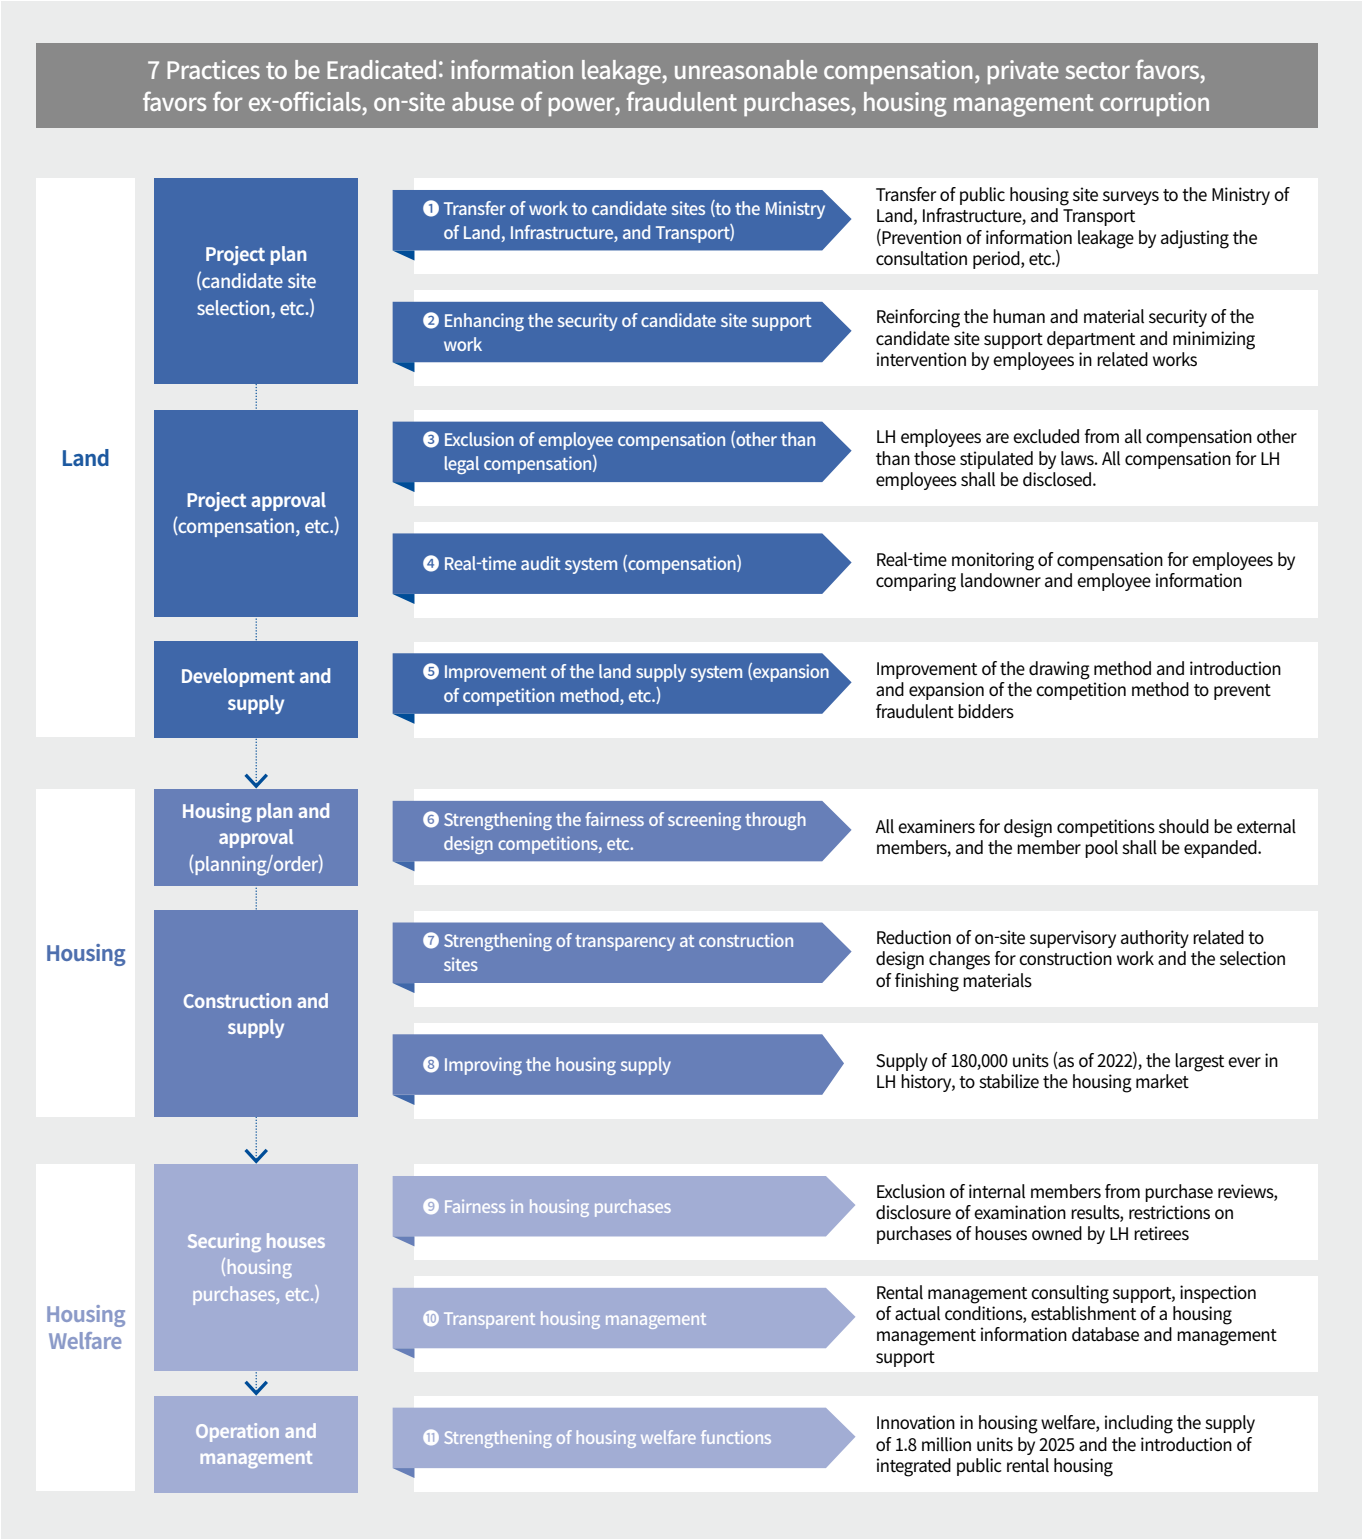 7 Practices to be Eradicated: information leakage, unreasonable compensation, private sector favors,
favors for ex-officials, on-site abuse of power, fraudulent purchases, housing management corruption
Land
Project plan
(candidate site
selection, etc.)
❶ Transfer of work to candidate sites (to the Ministry
of Land, Infrastructure, and Transport)
Transfer of public housing site surveys to the Ministry of
Land, Infrastructure, and Transport
(Prevention of information leakage by adjusting the
consultation period, etc.)
❷ Enhancing the security of candidate site support
work
Reinforcing the human and material security of the
candidate site support department and minimizing
intervention by employees in related works
Project approval
(compensation, etc.)
❸ Exclusion of employee compensation (other than
legal compensation)
LH employees are excluded from all compensation other
than those stipulated by laws. All compensation for LH
employees shall be disclosed.
❹ Real-time audit system (compensation)
Real-time monitoring of compensation for employees by
comparing landowner and employee information
Development and
supply
❺ Improvement of the land supply system (expansion
of competition method, etc.)
Improvement of the drawing method and introduction
and expansion of the competition method to prevent
fraudulent bidders
Housing
Housing plan and
approval
(planning/order)
❻ Strengthening the fairness of screening through
design competitions, etc.
All examiners for design competitions should be external
members, and the member pool shall be expanded.
Construction and
supply
❼ Strengthening of transparency at construction
sites
Reduction of on-site supervisory authority related to
design changes for construction work and the selection
of finishing materials
❽ Improving the housing supply
Supply of 180,000 units (as of 2022), the largest ever in
LH history, to stabilize the housing market
Housing
Welfare
Securing houses
(housing
purchases, etc.)
❾ Fairness in housing purchases
Exclusion of internal members from purchase reviews,
disclosure of examination results, restrictions on
purchases of houses owned by LH retirees
❿ Transparent housing management
Rental management consulting support, inspection
of actual conditions, establishment of a housing
management information database and management
support
Operation and
management
⓫ Strengthening of housing welfare functions
Innovation in housing welfare, including the supply
of 1.8 million units by 2025 and the introduction of
integrated public rental housing